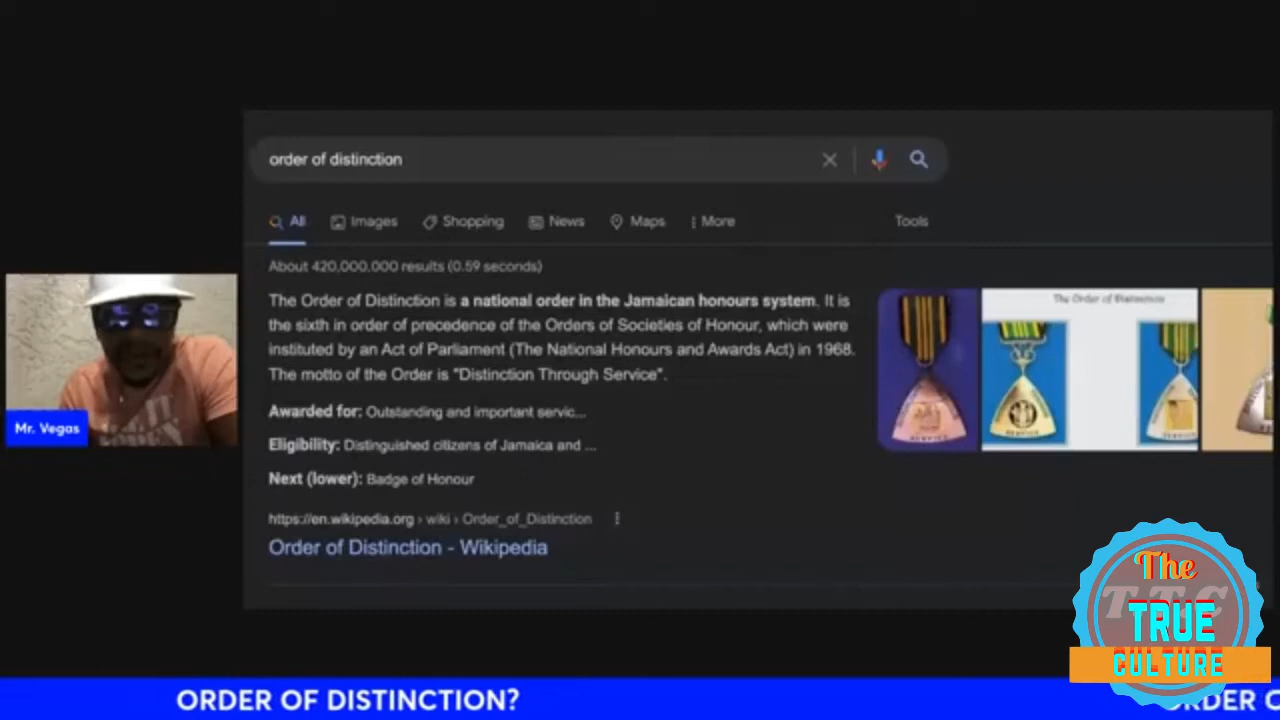 order of distinction
All
Images
Shopping
News
Maps
More
Tools
About 420,000,000 results (0.59 seconds)
The Order of Distinction is a national order in the Jamaican honours system. It is
the sixth in order of precedence of the Orders of Societies of Honour, which were
instituted by an Act of Parliament (The National Honours and Awards Act) in 1968.
The motto of the Order is "Distinction Through Service".
The Order of Distinction
SERVICE
Awarded for: Outstanding and important servic...
Eligibility: Distinguished citizens of Jamaica and ...
Next (lower): Badge of Honour
https://en.wikipedia.org › wiki › Order_of_Distinction
Order of Distinction - Wikipedia
Mr. Vegas
The
T.T.C
TRUE
CULTURE
ORDER OF DISTINCTION?
ORDER O